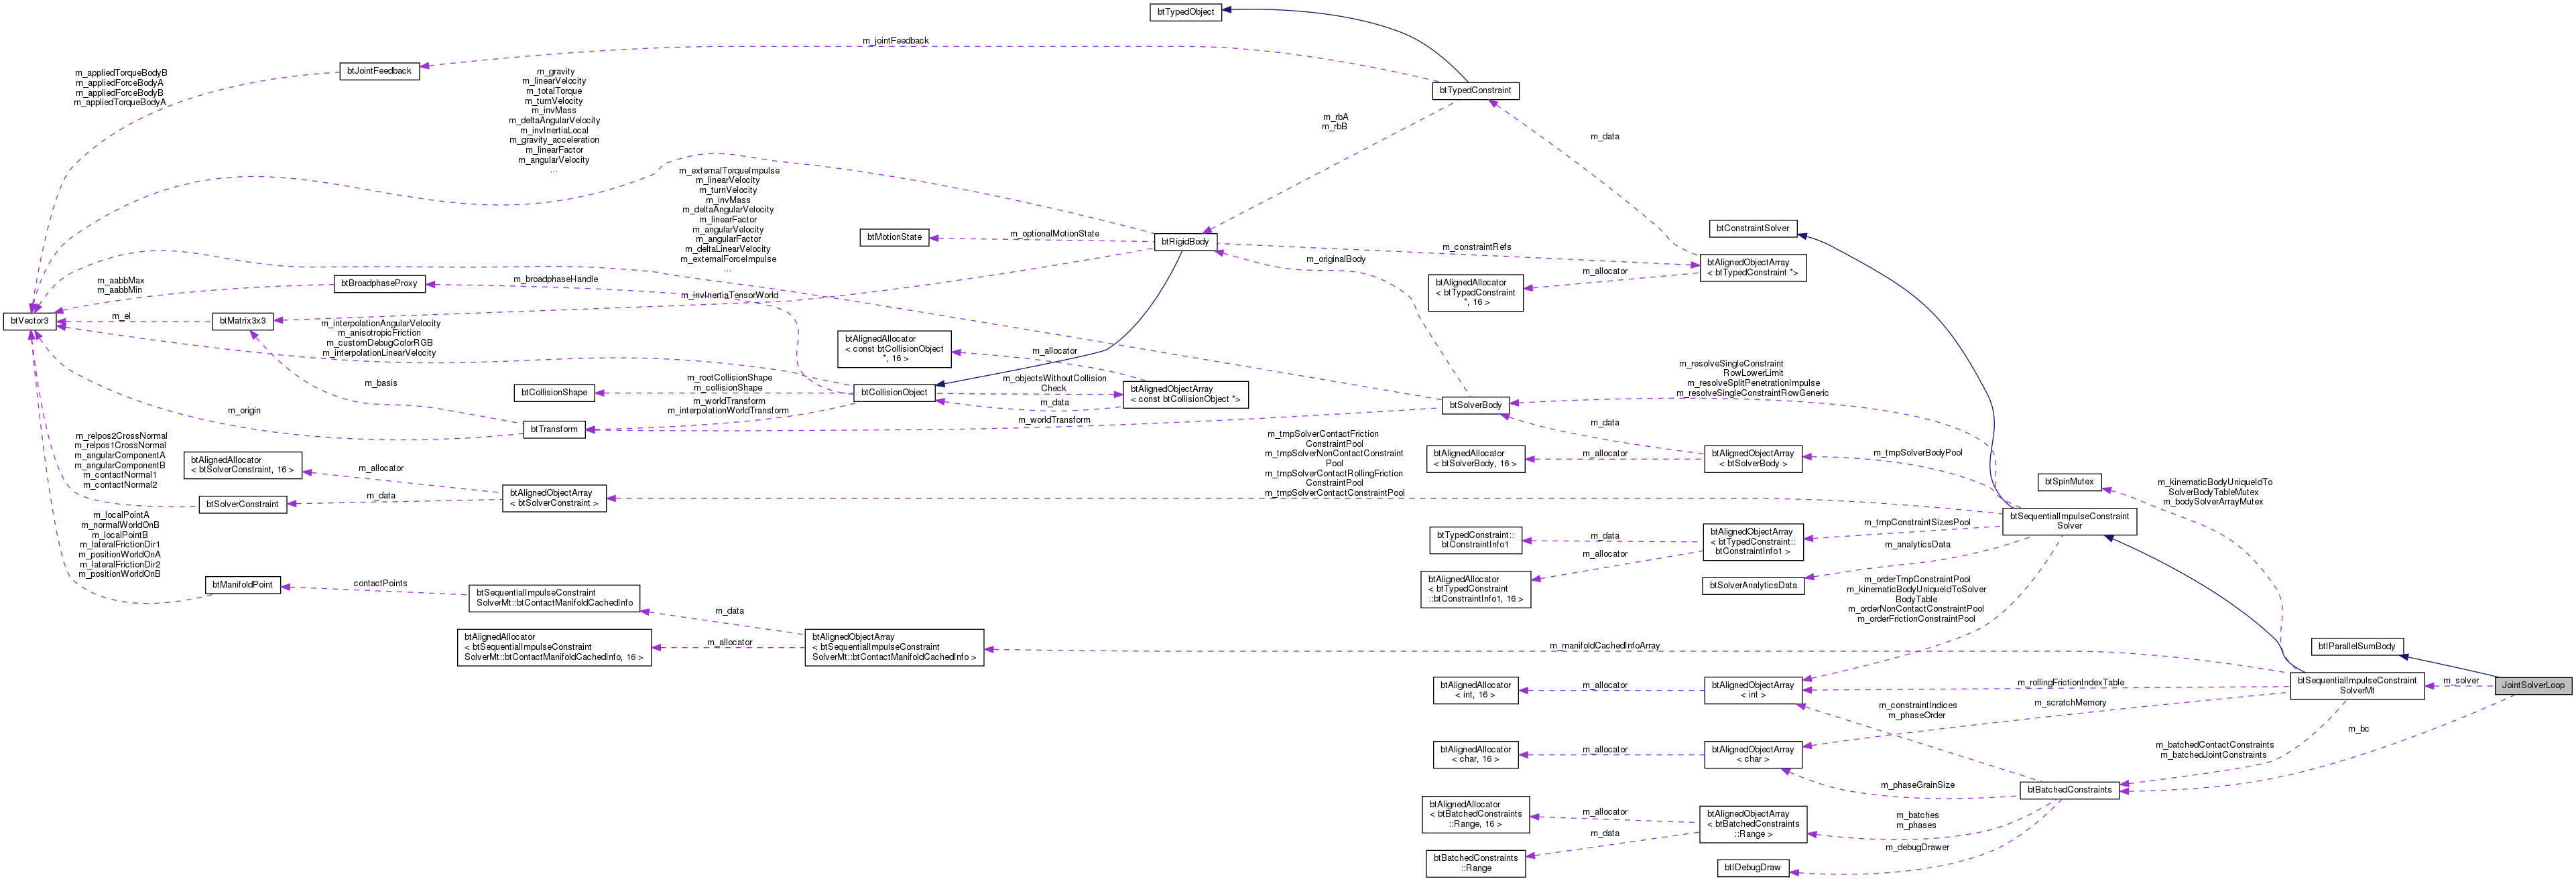 btTypedObject
m_jointFeedback
btJointFeedback
m_appliedTorqueBodyB
m_appliedForceBodyA
m_appliedForceBodyB
m_appliedTorqueBodyA
m_gravity
m_linearVelocity
m_totalTorque
m_turnVelocity
m_invMass
m_deltaAngularVelocity
m_invInertiaLocal
m_gravity_acceleration
m_linearFactor
m_angularVelocity
...
btTypedConstraint
m_rbA
m_rbB
m_data
m_externalTorqueImpulse
m_linearVelocity
m_turnVelocity
m_invMass
m_deltaAngularVelocity
m_linearFactor
m_angularVelocity
m_angularFactor
m_deltaLinearVelocity
m_externalForceImpulse
...
btMotionState
m_optionalMotionState
btRigidBody
m_constraintRefs
btConstraintSolver
btAlignedObjectArray
< btTypedConstraint *>
m_allocator
btAlignedAllocator
< btTypedConstraint
*, 16 >
m_originalBody
m_aabbMax
m_aabbMin
btBroadphaseProxy
m_broadphaseHandle
m_invInertiaTensorWorld
btVector3
m_el
btMatrix3x3
m_interpolationAngularVelocity
m_anisotropicFriction
m_customDebugColorRGB
m_interpolationLinearVelocity
btAlignedAllocator
< const btCollisionObject
*, 16 >
m_allocator
m_basis
btCollisionShape
m_rootCollisionShape
m_collisionShape
btCollisionObject
m_objectsWithoutCollision
Check
m_data
btAlignedObjectArray
< const btCollisionObject *>
m_worldTransform
m_interpolationWorldTransform
m_origin
btTransform
m_worldTransform
btSolverBody
m_resolveSingleConstraint
RowLowerLimit
m_resolveSplitPenetrationImpulse
m_resolveSingleConstraintRowGeneric
m_data
m_relpos2CrossNormal
m_relpos1CrossNormal
m_angularComponentA
m_angularComponentB
m_contactNormal1
m_contactNormal2
btAlignedAllocator
< btSolverConstraint, 16 >
m_allocator
btSolverConstraint
m_data
btAlignedObjectArray
< btSolverConstraint >
m_tmpSolverContactFriction
ConstraintPool
m_tmpSolverNonContactConstraint
Pool
m_tmpSolverContactRollingFriction
ConstraintPool
m_tmpSolverContactConstraintPool
btAlignedAllocator
< btSolverBody, 16 >
m_allocator
btAlignedObjectArray
< btSolverBody >
m_tmpSolverBodyPool
btSpinMutex
m_kinematicBodyUniqueIdTo
SolverBodyTableMutex
m_bodySolverArrayMutex
btSequentialImpulseConstraint
Solver
m_localPointA
m_normalWorldOnB
m_localPointB
m_lateralFrictionDir1
m_positionWorldOnA
m_lateralFrictionDir2
m_positionWorldOnB
btTypedConstraint::
btConstraintInfo1
m_data
btAlignedObjectArray
< btTypedConstraint::
btConstraintInfo1 >
m_tmpConstraintSizesPool
m_allocator
m_analyticsData
btAlignedAllocator
< btTypedConstraint
::btConstraintInfo1, 16 >
btSolverAnalyticsData
m_orderTmpConstraintPool
m_kinematicBodyUniqueIdToSolver
BodyTable
m_orderNonContactConstraintPool
m_orderFrictionConstraintPool
btManifoldPoint
contactPoints
btSequentialImpulseConstraint
SolverMt::btContactManifoldCachedInfo
m_data
btAlignedAllocator
< btSequentialImpulseConstraint
SolverMt::btContactManifoldCachedInfo, 16 >
m_allocator
btAlignedObjectArray
< btSequentialImpulseConstraint
SolverMt::btContactManifoldCachedInfo >
m_manifoldCachedInfoArray
btIParallelSumBody
btAlignedAllocator
< int, 16 >
m_allocator
btAlignedObjectArray
< int >
m_rollingFrictionIndexTable
btSequentialImpulseConstraint
SolverMt
m_solver
JointSolverLoop
m_scratchMemory
m_constraintIndices
m_phaseOrder
m_bc
btAlignedAllocator
< char, 16 >
m_allocator
btAlignedObjectArray
< char >
m_batchedContactConstraints
m_batchedJointConstraints
m_phaseGrainSize
btBatchedConstraints
btAlignedAllocator
< btBatchedConstraints
::Range, 16 >
m_allocator
btAlignedObjectArray
< btBatchedConstraints
::Range >
m_batches
m_phases
m_data
m_debugDrawer
btBatchedConstraints
::Range
btIDebugDraw